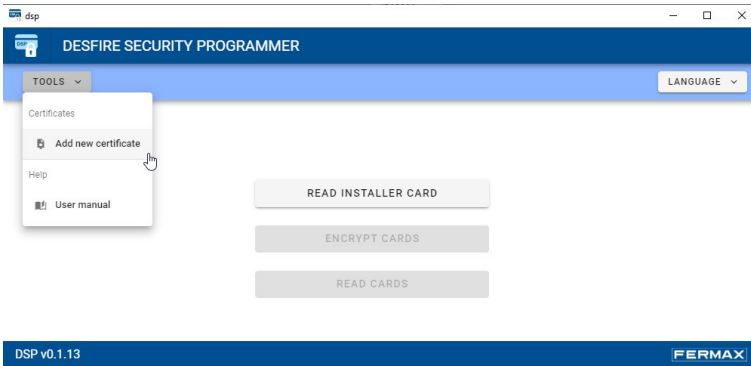 dsp
DESFIRE SECURITY PROGRAMMER
TOOLS
LANGUAGE
Certificates
Add new certificate
Help
User manual
READ INSTALLER CARD
ENCRYPT CARDS
READ CARDS
DSP v0.1.13
FERMAX